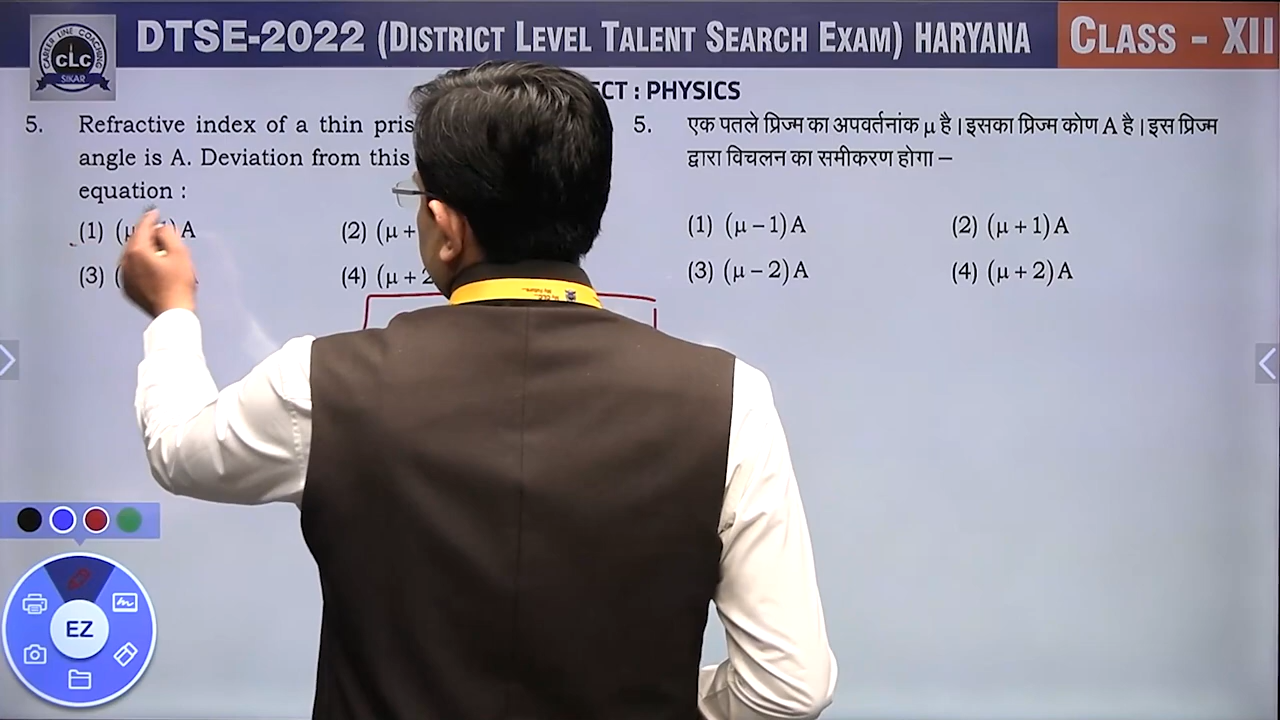 CAREER LINE COACHING
CLC
SIKAR
DTSE-2022 (DISTRICT LEVEL TALENT SEARCH EXAM) HARYANA
CLASS - XII
: PHYSICS
5. Refractive index of a thin
angle is A. Deviation from this
equation :
(1) A
(2) (μ +
(3)
(4) (μ + 2
5. एक पतले प्रिज्म का अपवर्तनांक μ है। इसका प्रिज्म कोण A है। इस प्रिज्म
द्वारा विचलन का समीकरण होगा –
(1) (μ – 1) A
(2) (μ + 1) A
(3) (μ – 2) A
(4) (μ + 2) A
EZ